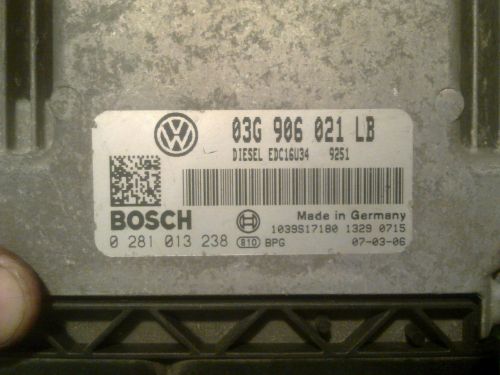 03G 906 021 LB
DIESEL EDC16U34 9251
BOSCH
Made in Germany
1039S17180 1329 0715
0 281 013 238 810 BPG 07-03-06